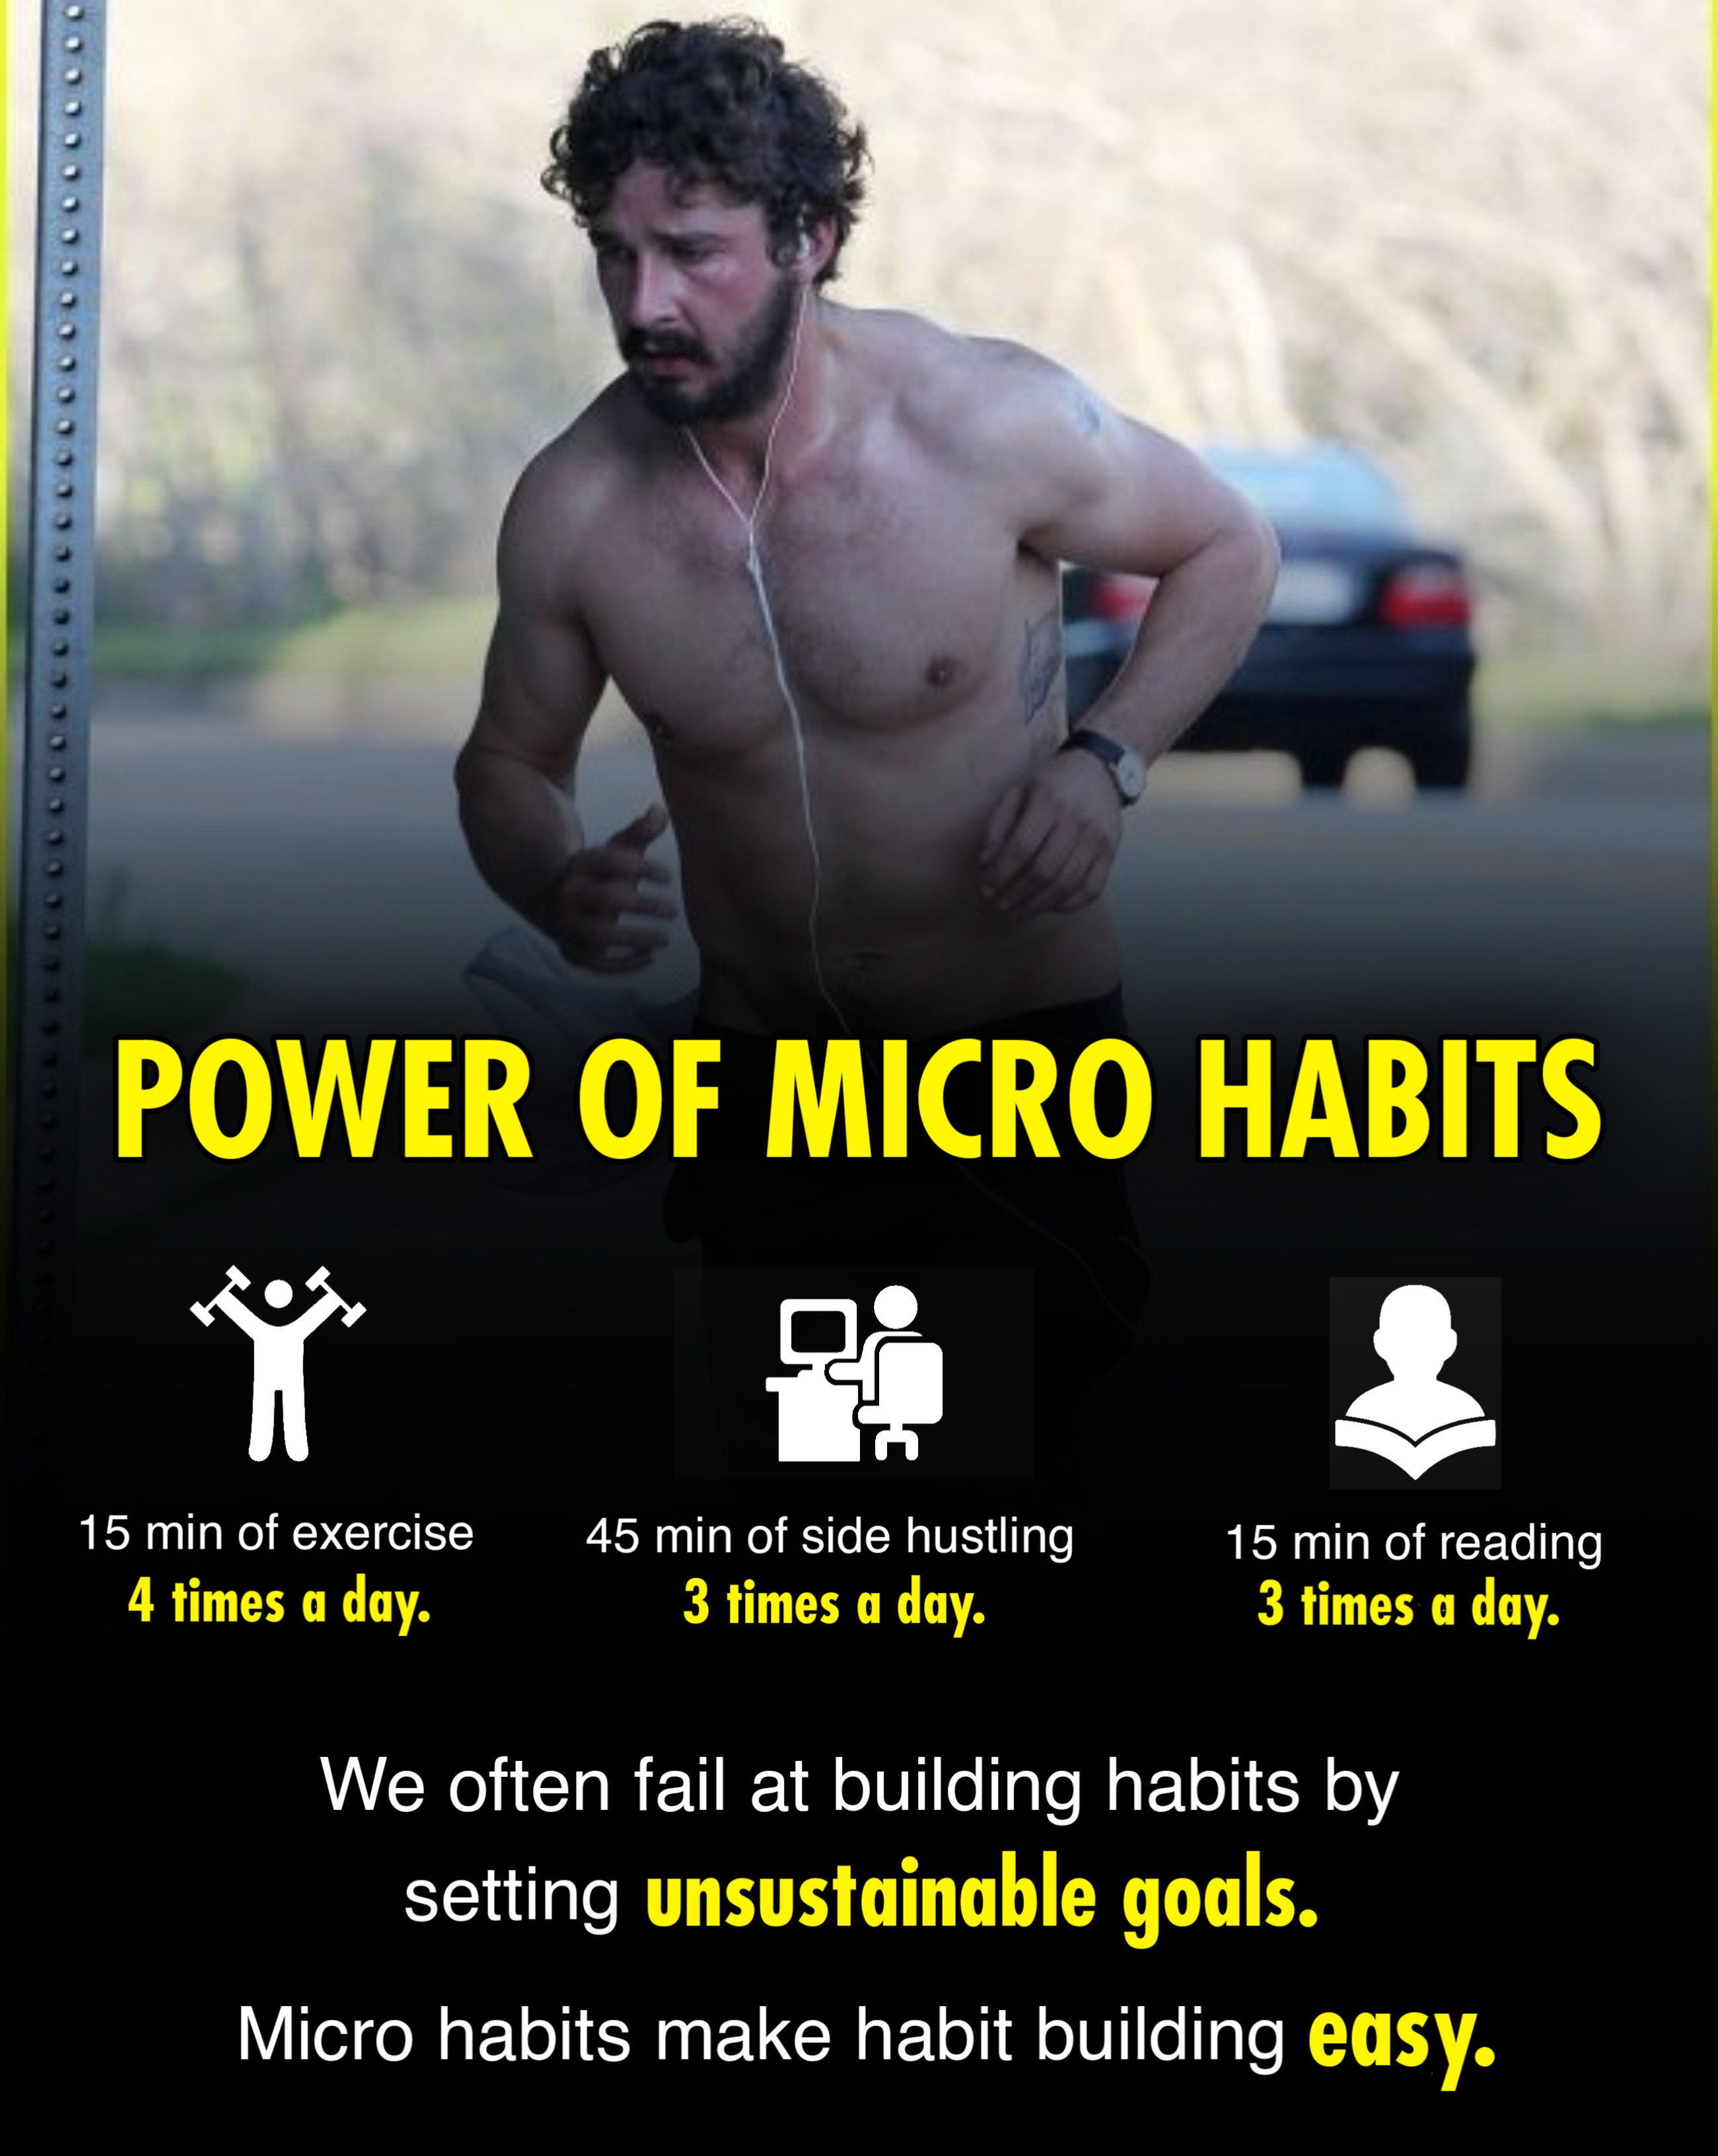 POWER OF MICRO HABITS
15 min of exercise
4 times a day.
45 min of side hustling
3 times a day.
15 min of reading
3 times a day.
We often fail at building habits by
setting unsustainable goals.
Micro habits make habit building easy.